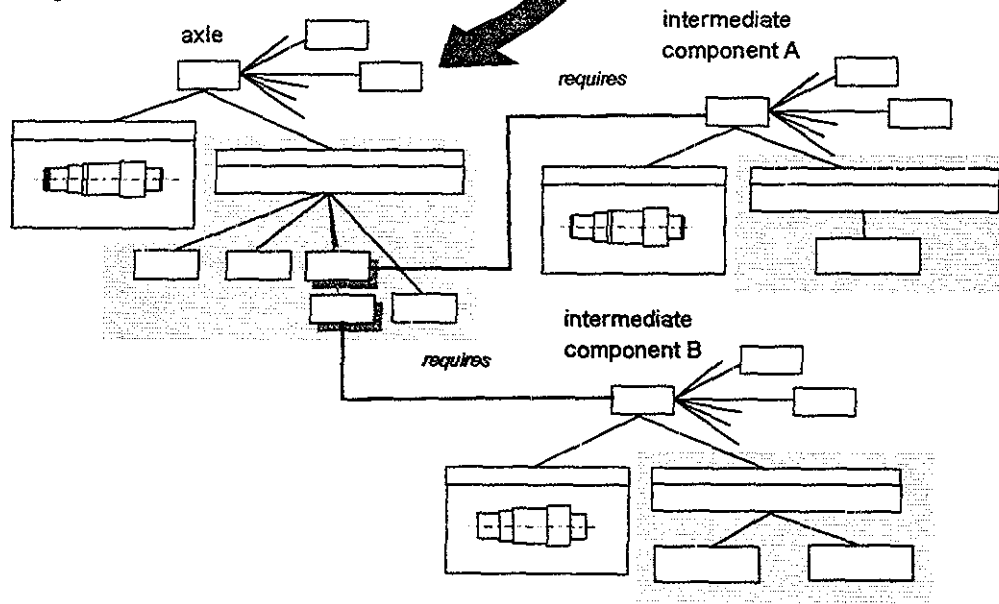 axle
intermediate
component A
requires
intermediate
component B
requires